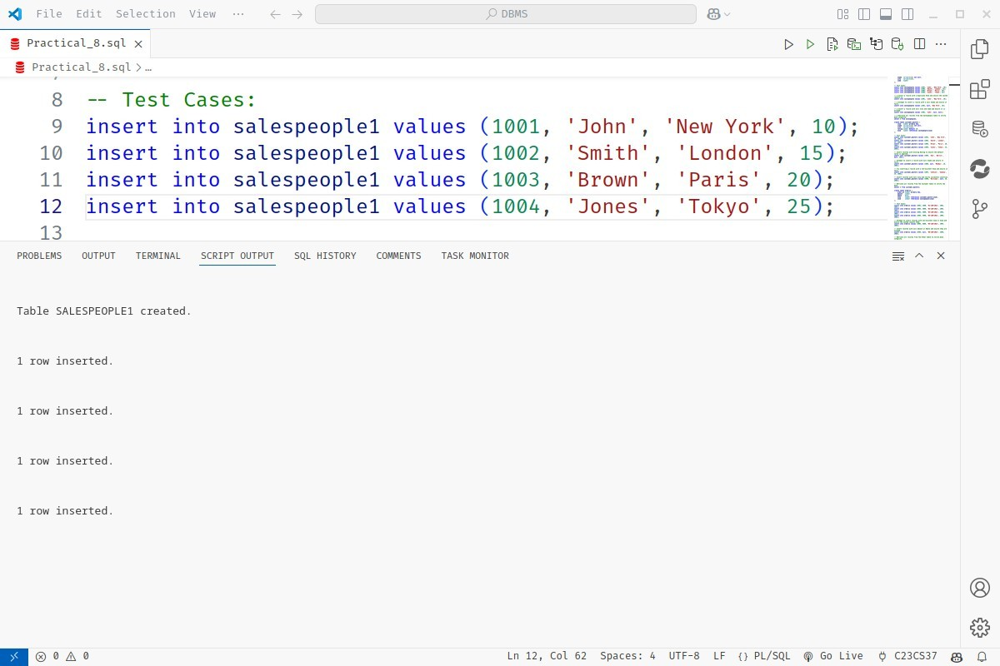 File Edit Selection View ··· DBMS
Practical_8.sql
Practical_8.sql > ...
8 -- Test Cases:
9 insert into salespeople1 values (1001, 'John', 'New York', 10);
10 insert into salespeople1 values (1002, 'Smith', 'London', 15);
11 insert into salespeople1 values (1003, 'Brown', 'Paris', 20);
12 insert into salespeople1 values (1004, 'Jones', 'Tokyo', 25);
13
PROBLEMS OUTPUT TERMINAL SCRIPT OUTPUT SQL HISTORY COMMENTS TASK MONITOR
Table SALESPEOPLE1 created.
1 row inserted.
1 row inserted.
1 row inserted.
1 row inserted.
0 0 Ln 12, Col 62 Spaces: 4 UTF-8 LF {} PL/SQL Go Live C23CS37